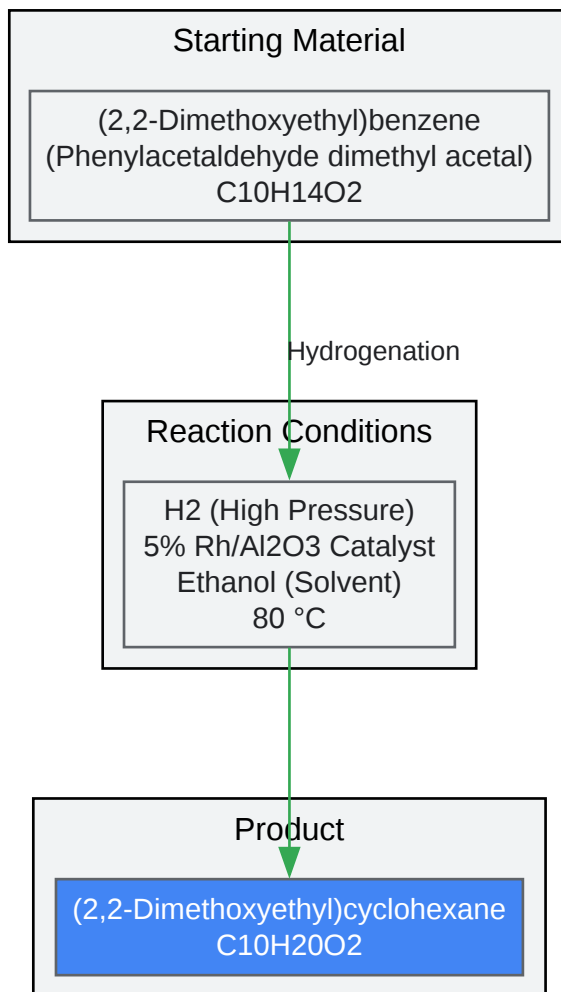 Starting Material
(2,2-Dimethoxyethyl)benzene
(Phenylacetaldehyde dimethyl acetal)
C10H14O2
Hydrogenation
Reaction Conditions
H2 (High Pressure)
5% Rh/Al2O3 Catalyst
Ethanol (Solvent)
80 °C
Product
(2,2-Dimethoxyethyl)cyclohexane
C10H20O2